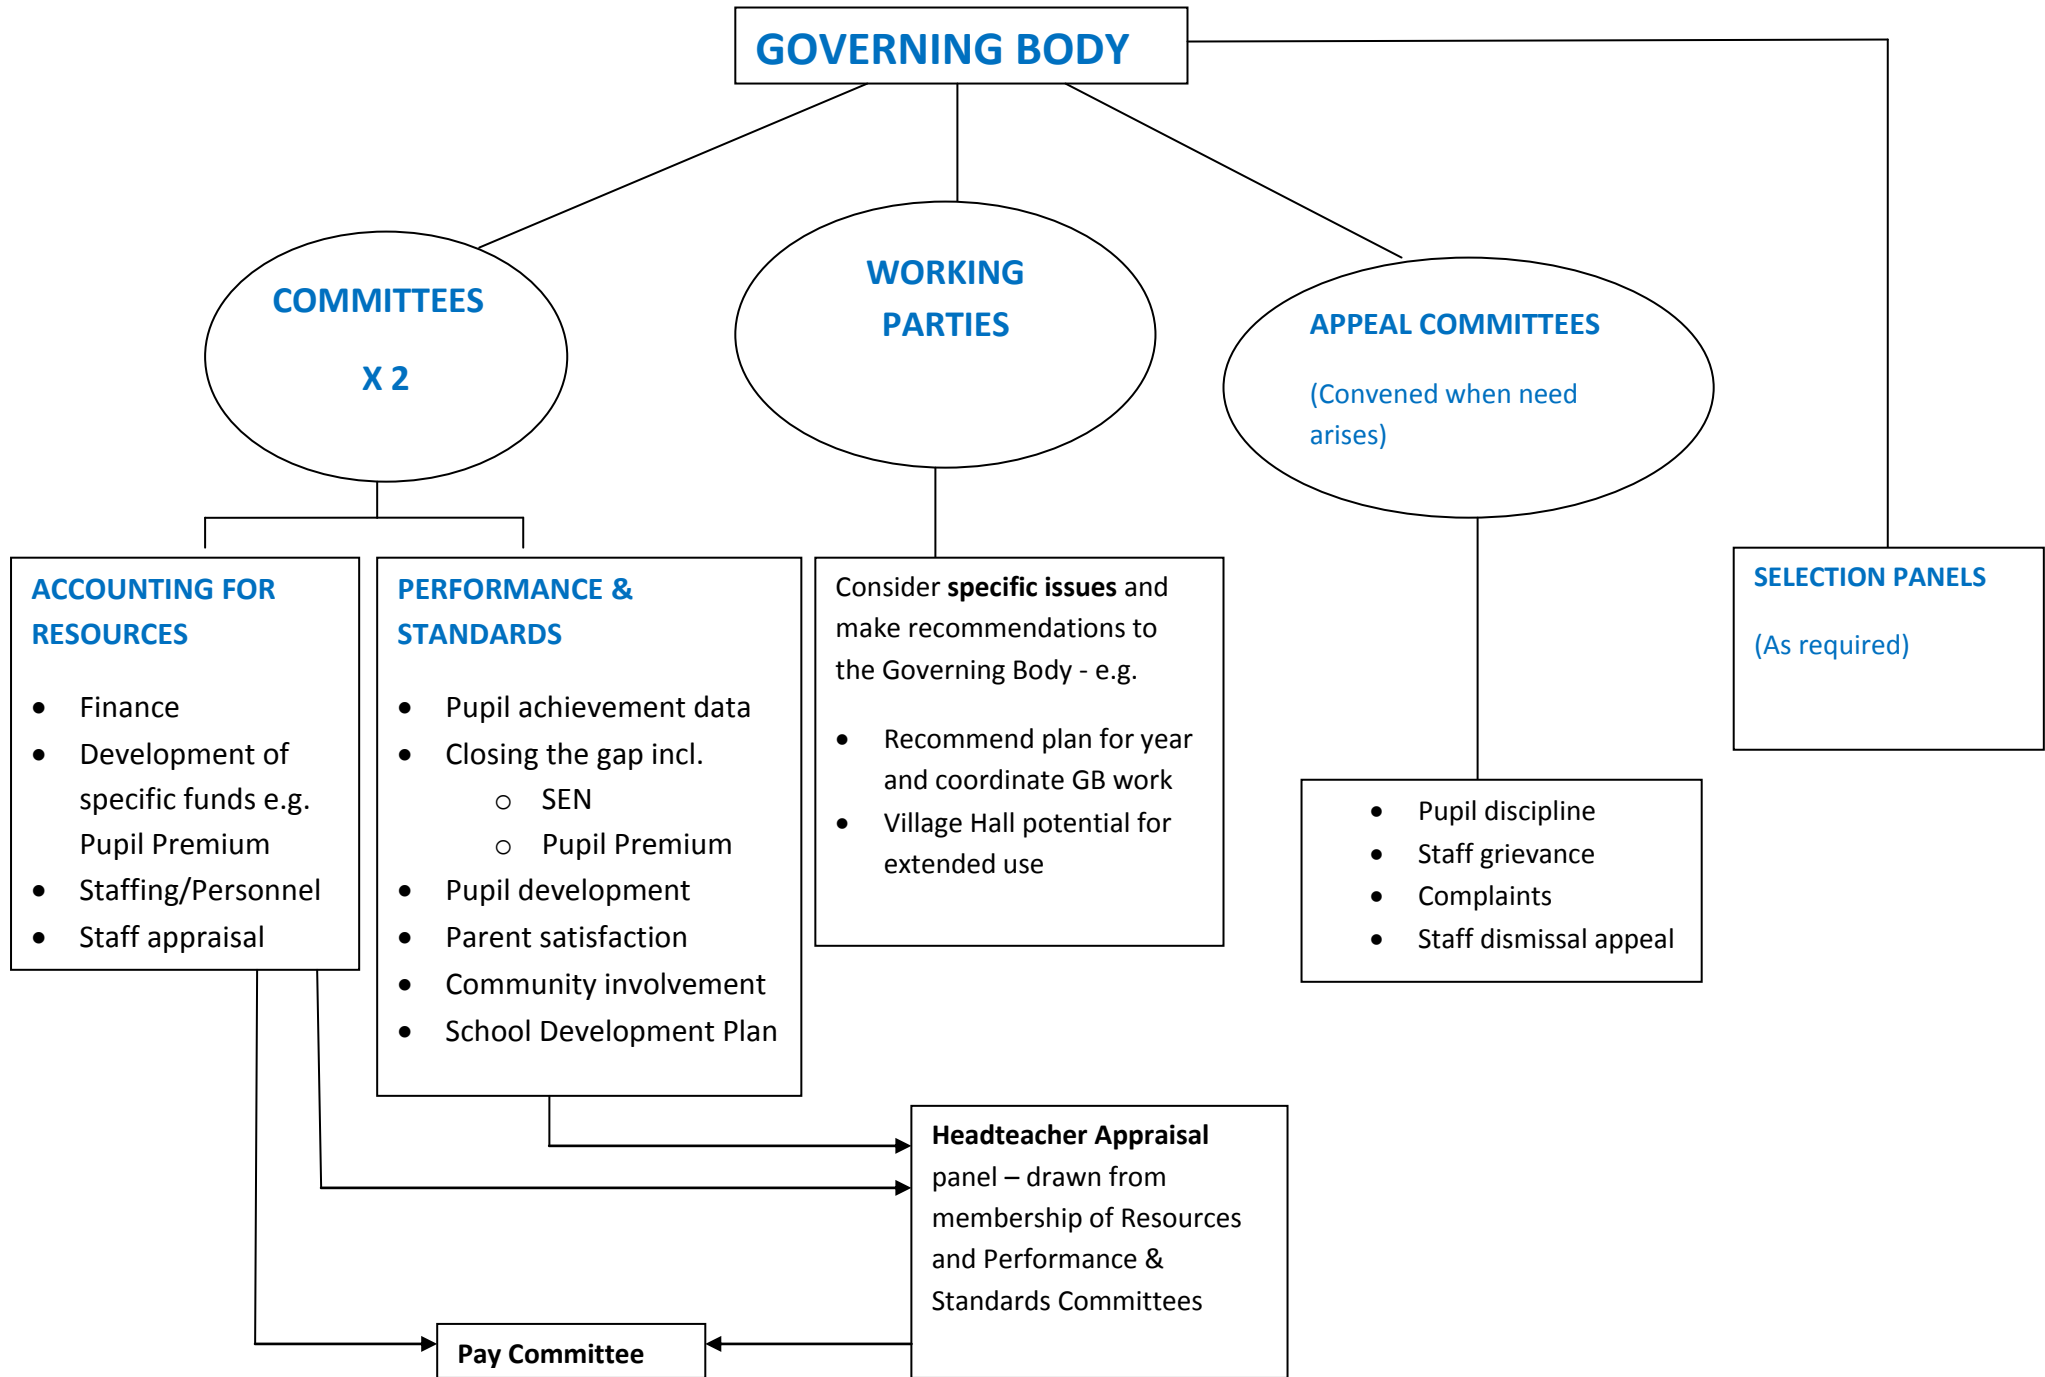 GOVERNING BODY
COMMITTEES
X 2
WORKING
PARTIES
APPEAL COMMITTEES
(Convened when need
arises)
ACCOUNTING FOR
RESOURCES
• Finance
• Development of
specific funds e.g.
Pupil Premium
• Staffing/Personnel
• Staff appraisal
PERFORMANCE &
STANDARDS
• Pupil achievement data
• Closing the gap incl.
o SEN
o Pupil Premium
• Pupil development
• Parent satisfaction
• Community involvement
• School Development Plan
Consider specific issues and
make recommendations to
the Governing Body - e.g.
• Recommend plan for year
and coordinate GB work
• Village Hall potential for
extended use
SELECTION PANELS
(As required)
• Pupil discipline
• Staff grievance
• Complaints
• Staff dismissal appeal
Headteacher Appraisal
panel – drawn from
membership of Resources
and Performance &
Standards Committees
Pay Committee